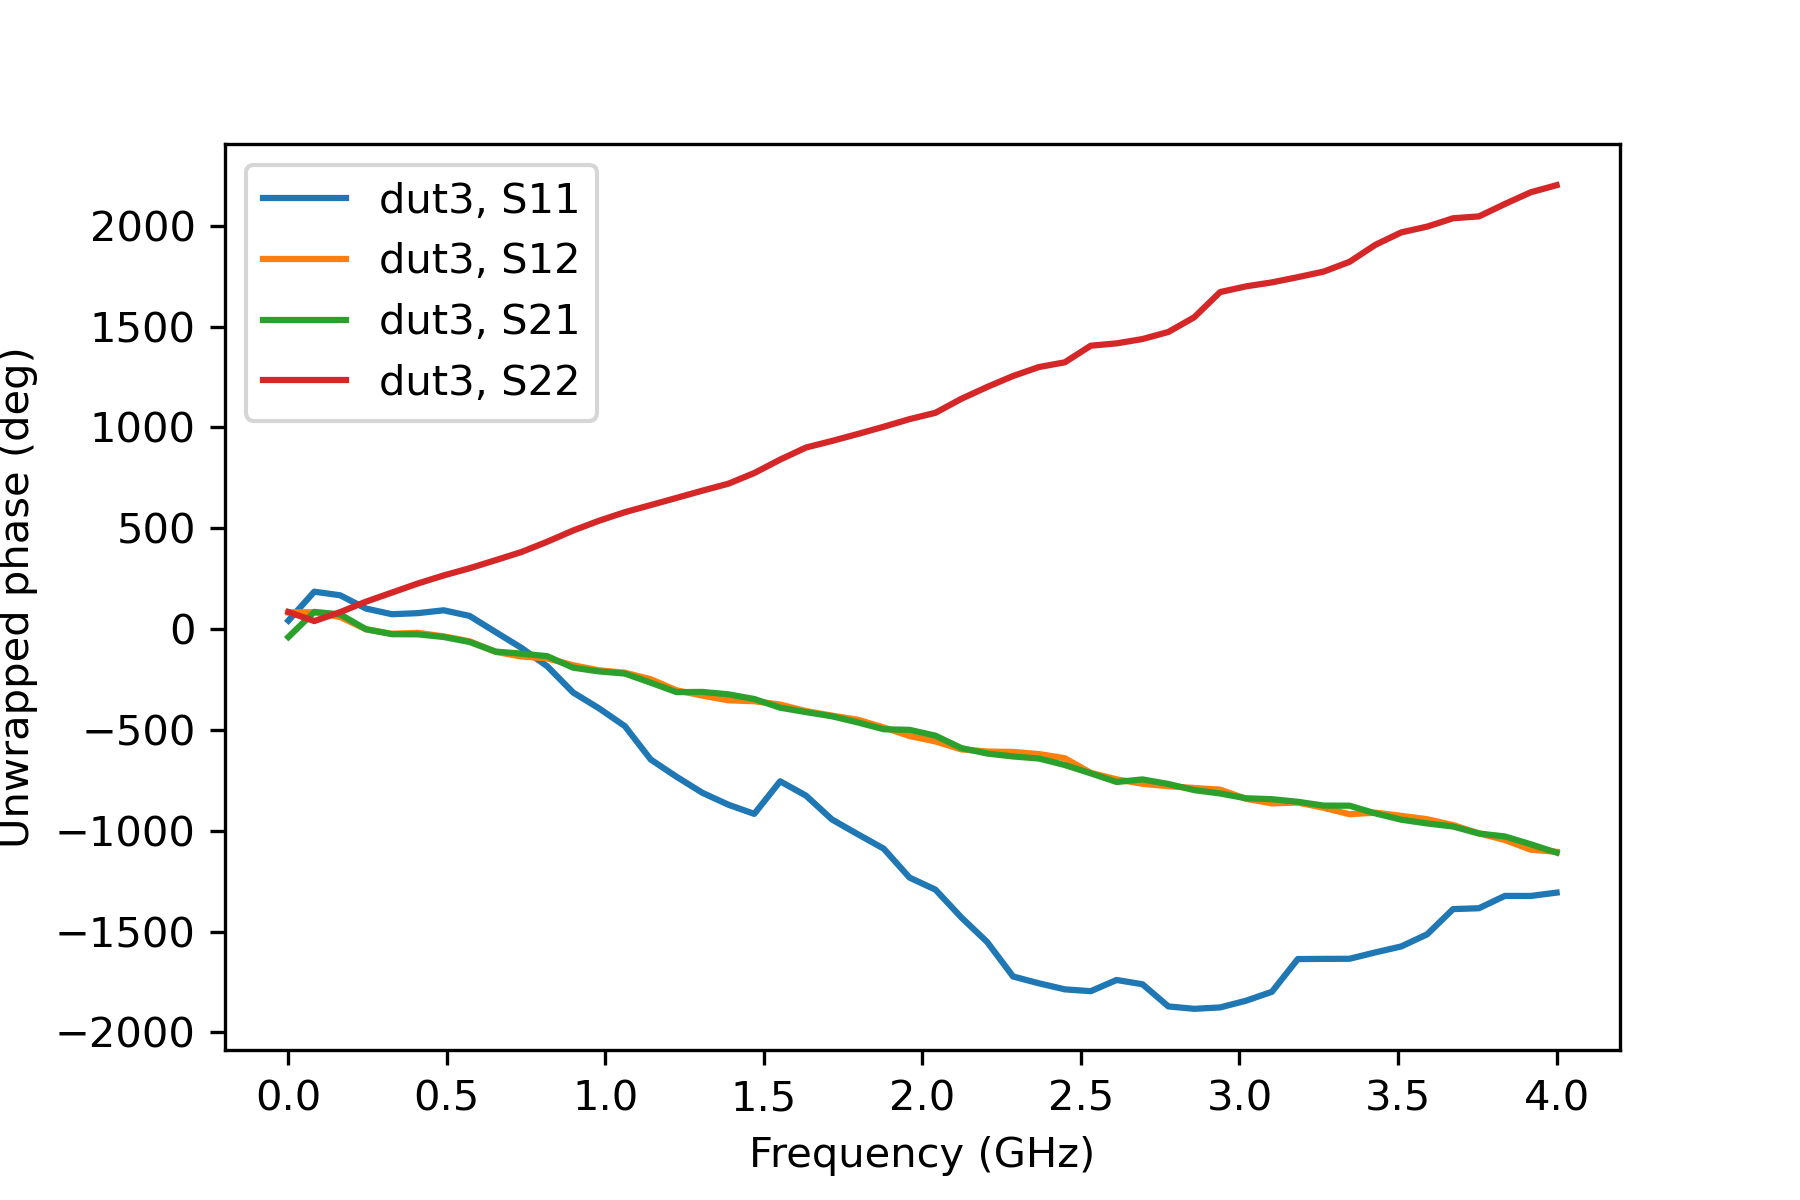 dut3, S11
dut3, S12
dut3, S21
dut3, S22
Unwrapped phase (deg)
2000
1500
1000
500
0
−500
−1000
−1500
−2000
0.0 0.5 1.0 1.5 2.0 2.5 3.0 3.5 4.0
Frequency (GHz)